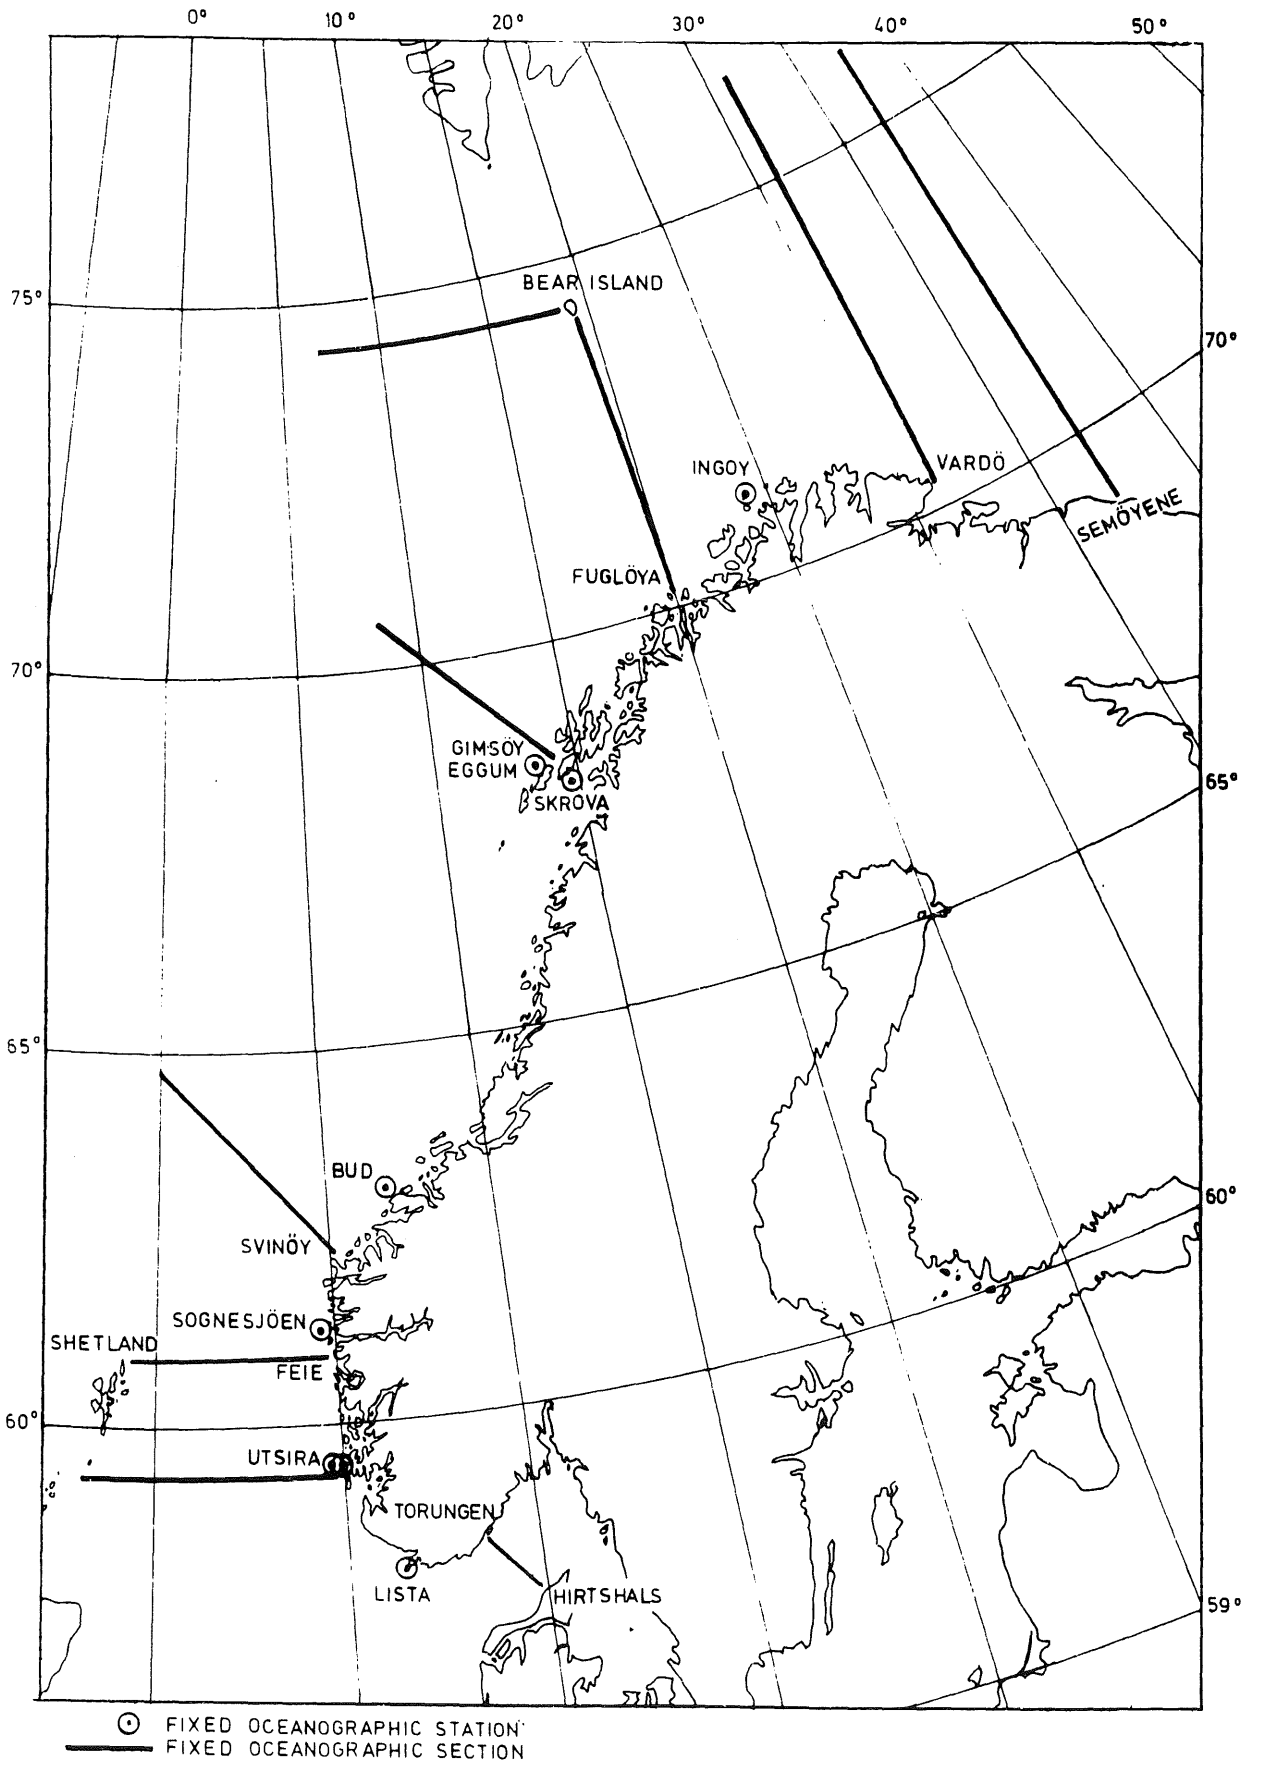 0° 10° 20° 30° 40° 50°
BEAR ISLAND
75°
70°
INGOY
VARDÖ
SEMÖYENE
FUGLÖYA
70°
GIMSÖY
EGGUM
SKROVA
65°
65°
BUD
60°
SVINÖY
SOGNESJÖEN
SHETLAND
FEIE
60°
UTSIRA
TORUNGEN
LISTA
HIRTSHALS
59°
FIXED OCEANOGRAPHIC STATION
FIXED OCEANOGRAPHIC SECTION